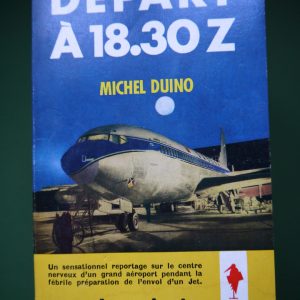 DÉPART
À 18.30 Z
MICHEL DUINO
Un sensationnel reportage sur le centre
nerveux d'un grand aéroport pendant la
fébrile préparation de l'envol d'un Jet.